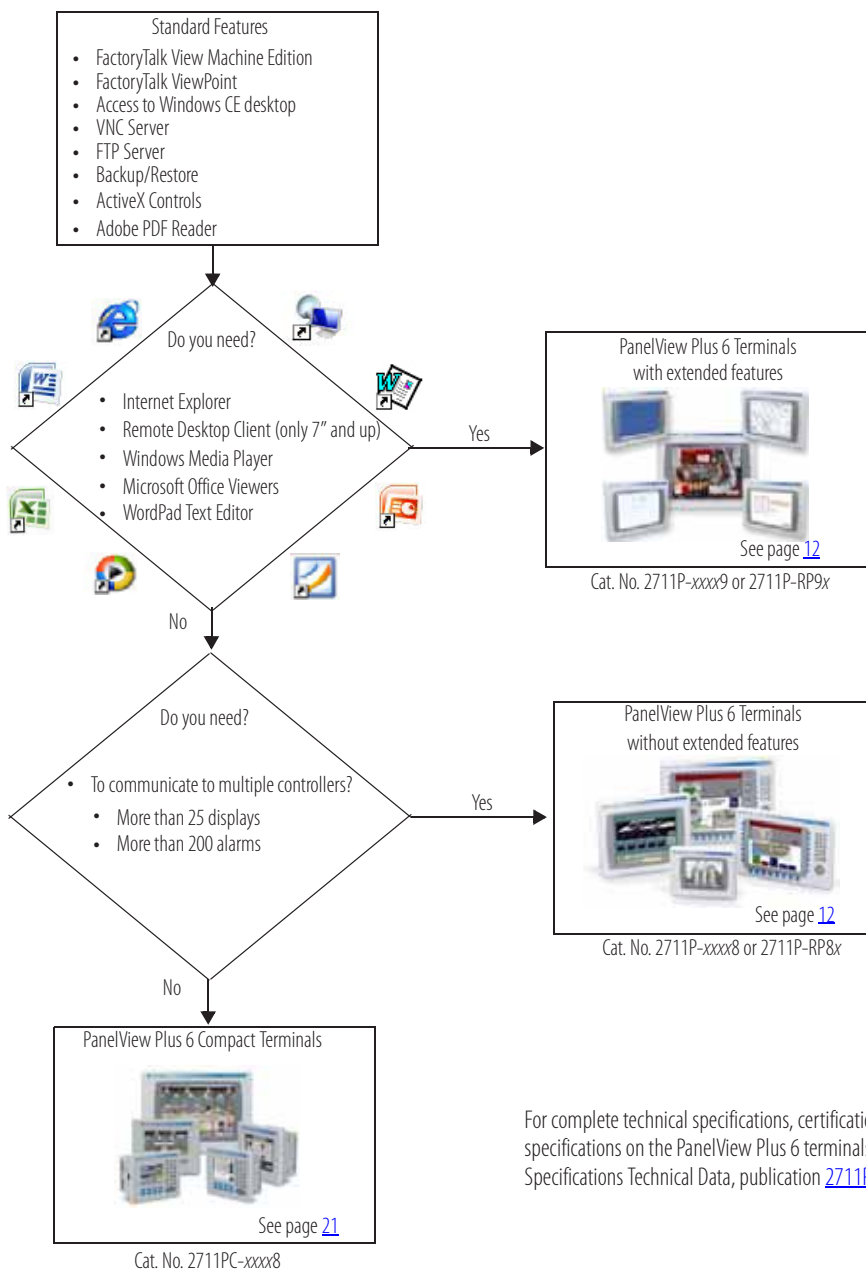 Standard Features
• FactoryTalk View Machine Edition
• FactoryTalk ViewPoint
• Access to Windows CE desktop
• VNC Server
• FTP Server
• Backup/Restore
• ActiveX Controls
• Adobe PDF Reader
Do you need?
• Internet Explorer
• Remote Desktop Client (only 7” and up)
• Windows Media Player
• Microsoft Office Viewers
• WordPad Text Editor
Yes
PanelView Plus 6 Terminals
with extended features
See page 12
Cat. No. 2711P-xxxx9 or 2711P-RP9x
No
Do you need?
• To communicate to multiple controllers?
• More than 25 displays
• More than 200 alarms
Yes
PanelView Plus 6 Terminals
without extended features
See page 12
Cat. No. 2711P-xxxx8 or 2711P-RP8x
No
PanelView Plus 6 Compact Terminals
See page 21
Cat. No. 2711PC-xxxx8
For complete technical specifications, certificatio
specifications on the PanelView Plus 6 terminals
Specifications Technical Data, publication 2711P